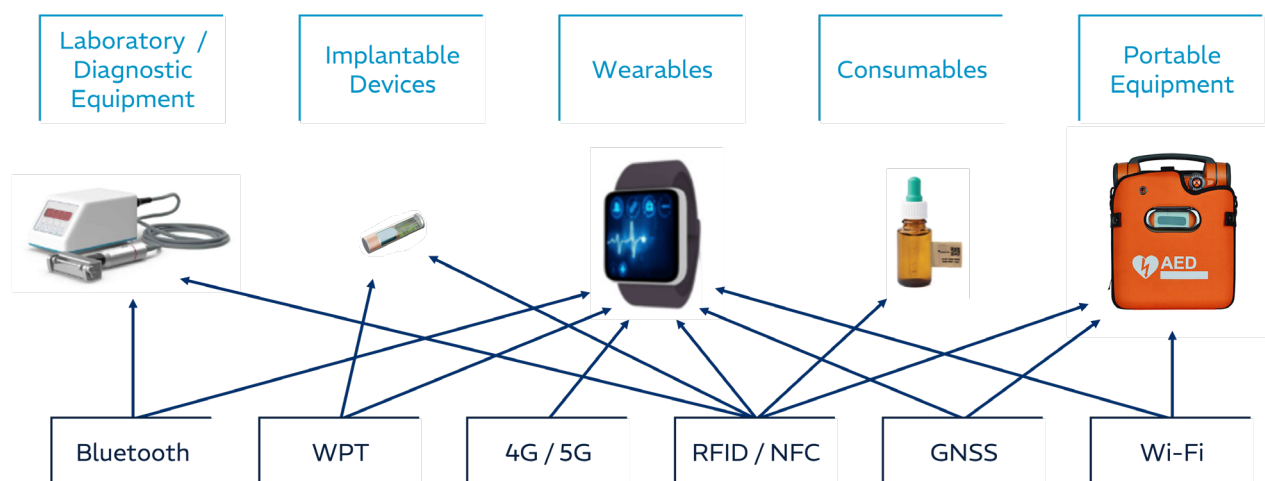 Laboratory /
Diagnostic
Equipment
Implantable
Devices
Wearables
Consumables
Portable
Equipment
AED
Bluetooth
WPT
4G / 5G
RFID / NFC
GNSS
Wi-Fi